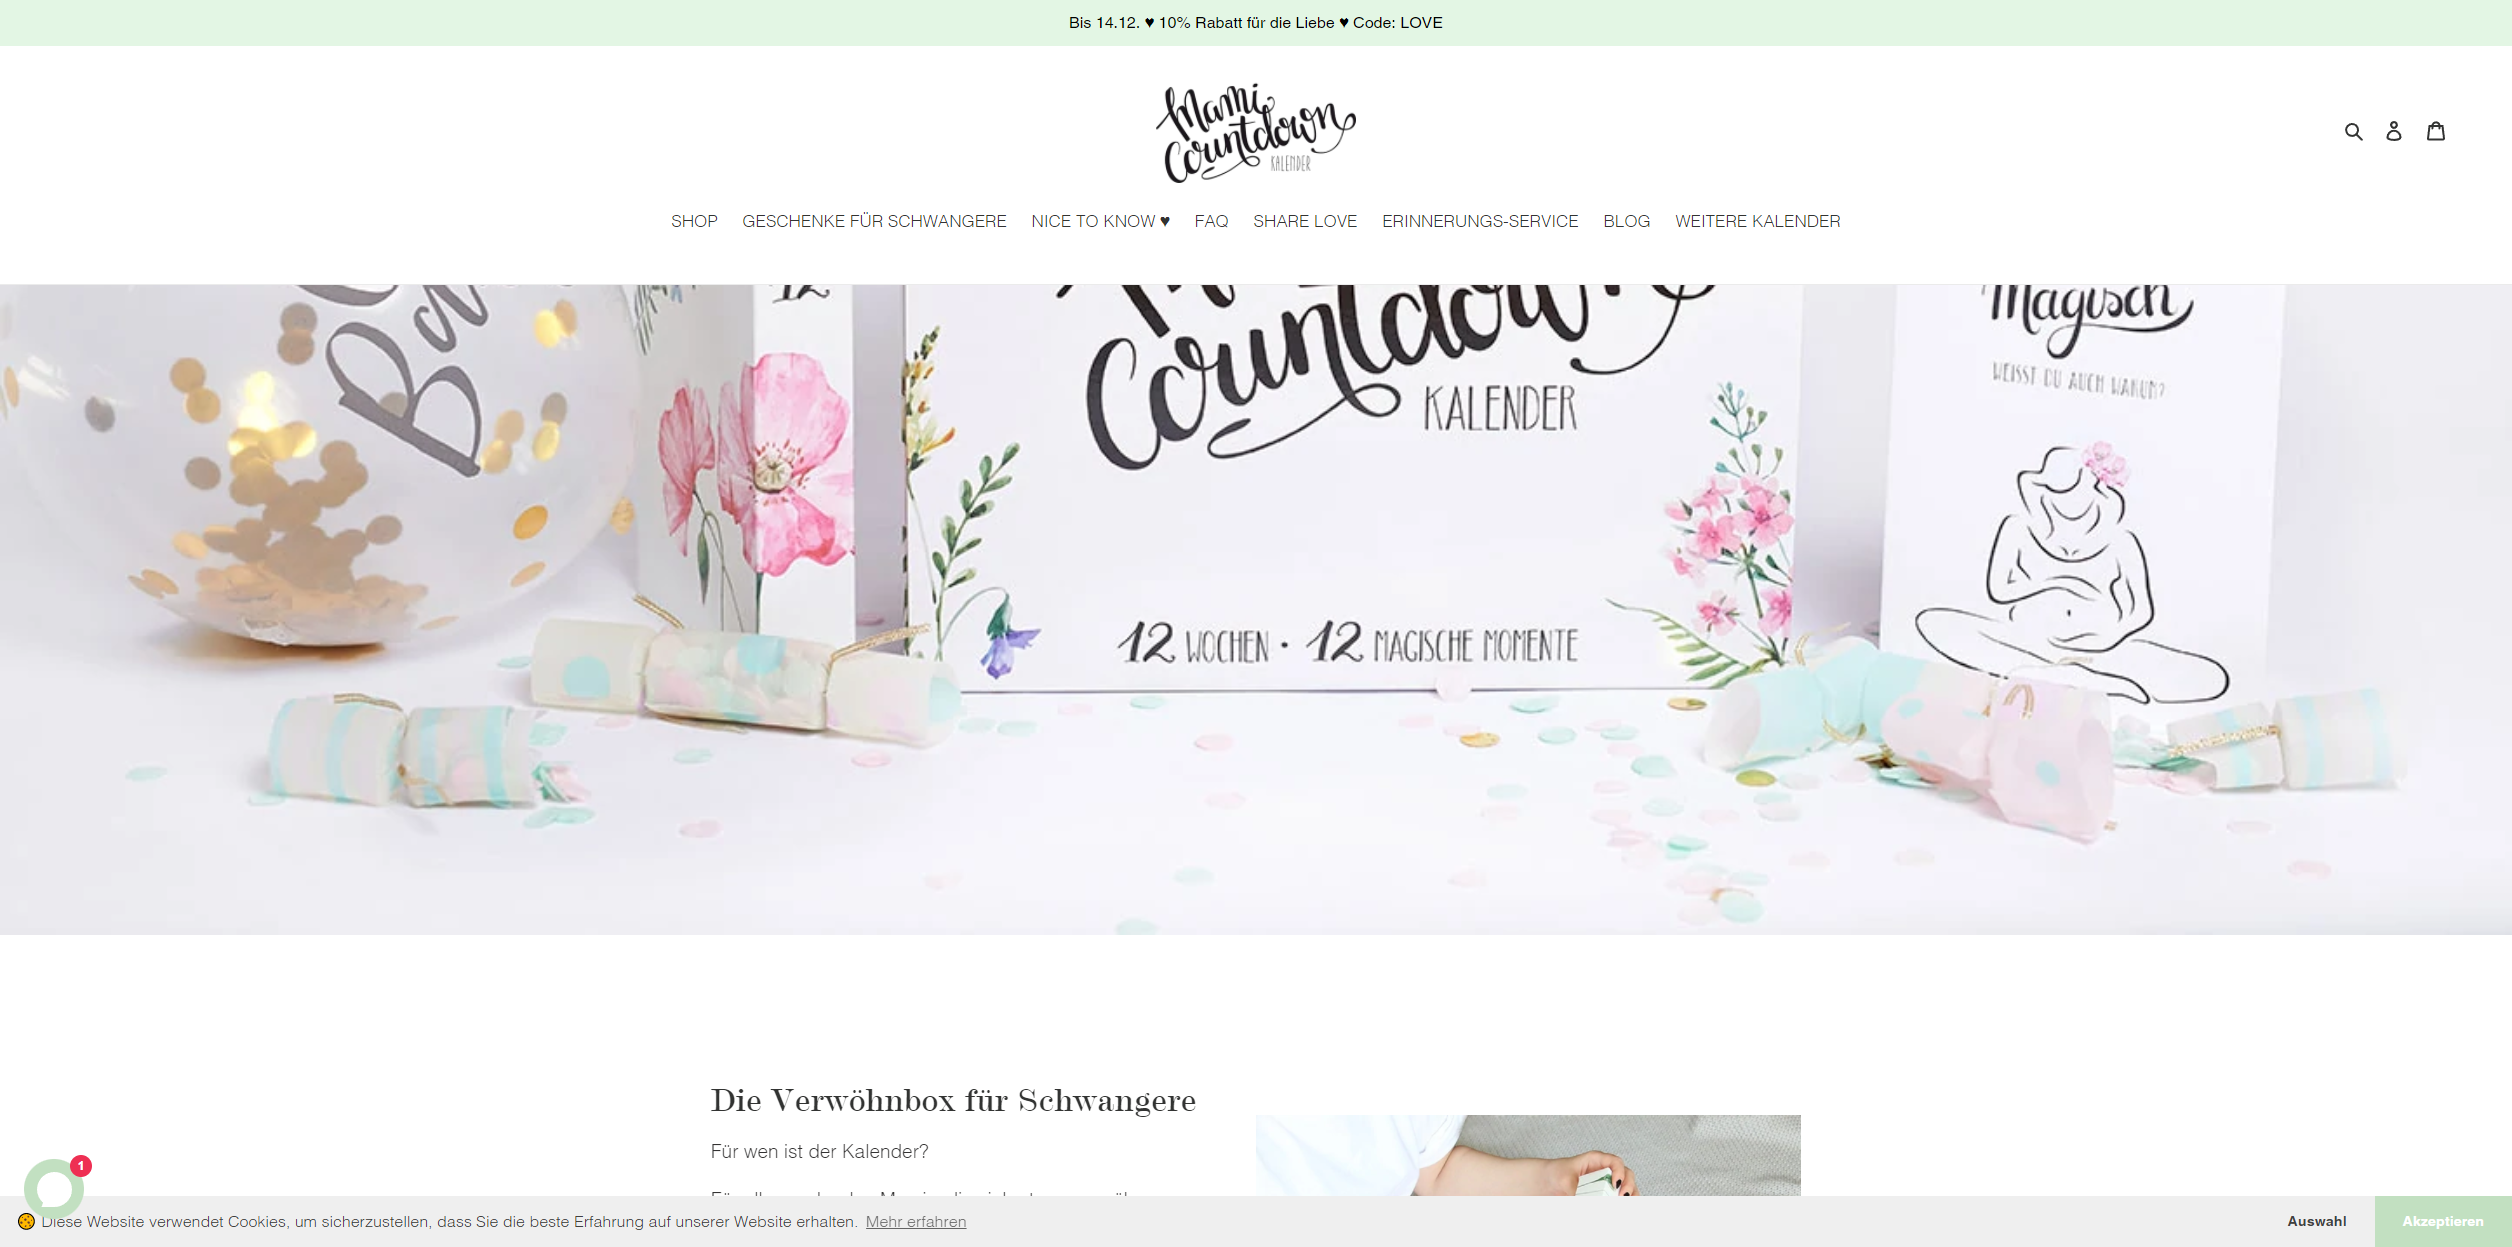 Bis 14.12. ♥ 10% Rabatt für die Liebe ♥ Code: LOVE
Mami
Countdown
KALENDER
SHOP GESCHENKE FÜR SCHWANGERE NICE TO KNOW ♥ FAQ SHARE LOVE ERINNERUNGS-SERVICE BLOG WEITERE KALENDER
12
Countdown
KALENDER
12 WOCHEN · 12 MAGISCHE MOMENTE
Magisch
WEISST DU AUCH WARUM?
Die Verwöhnbox für Schwangere
Für wen ist der Kalender?
1
Diese Website verwendet Cookies, um sicherzustellen, dass Sie die beste Erfahrung auf unserer Website erhalten. Mehr erfahren
Auswahl
Akzeptieren